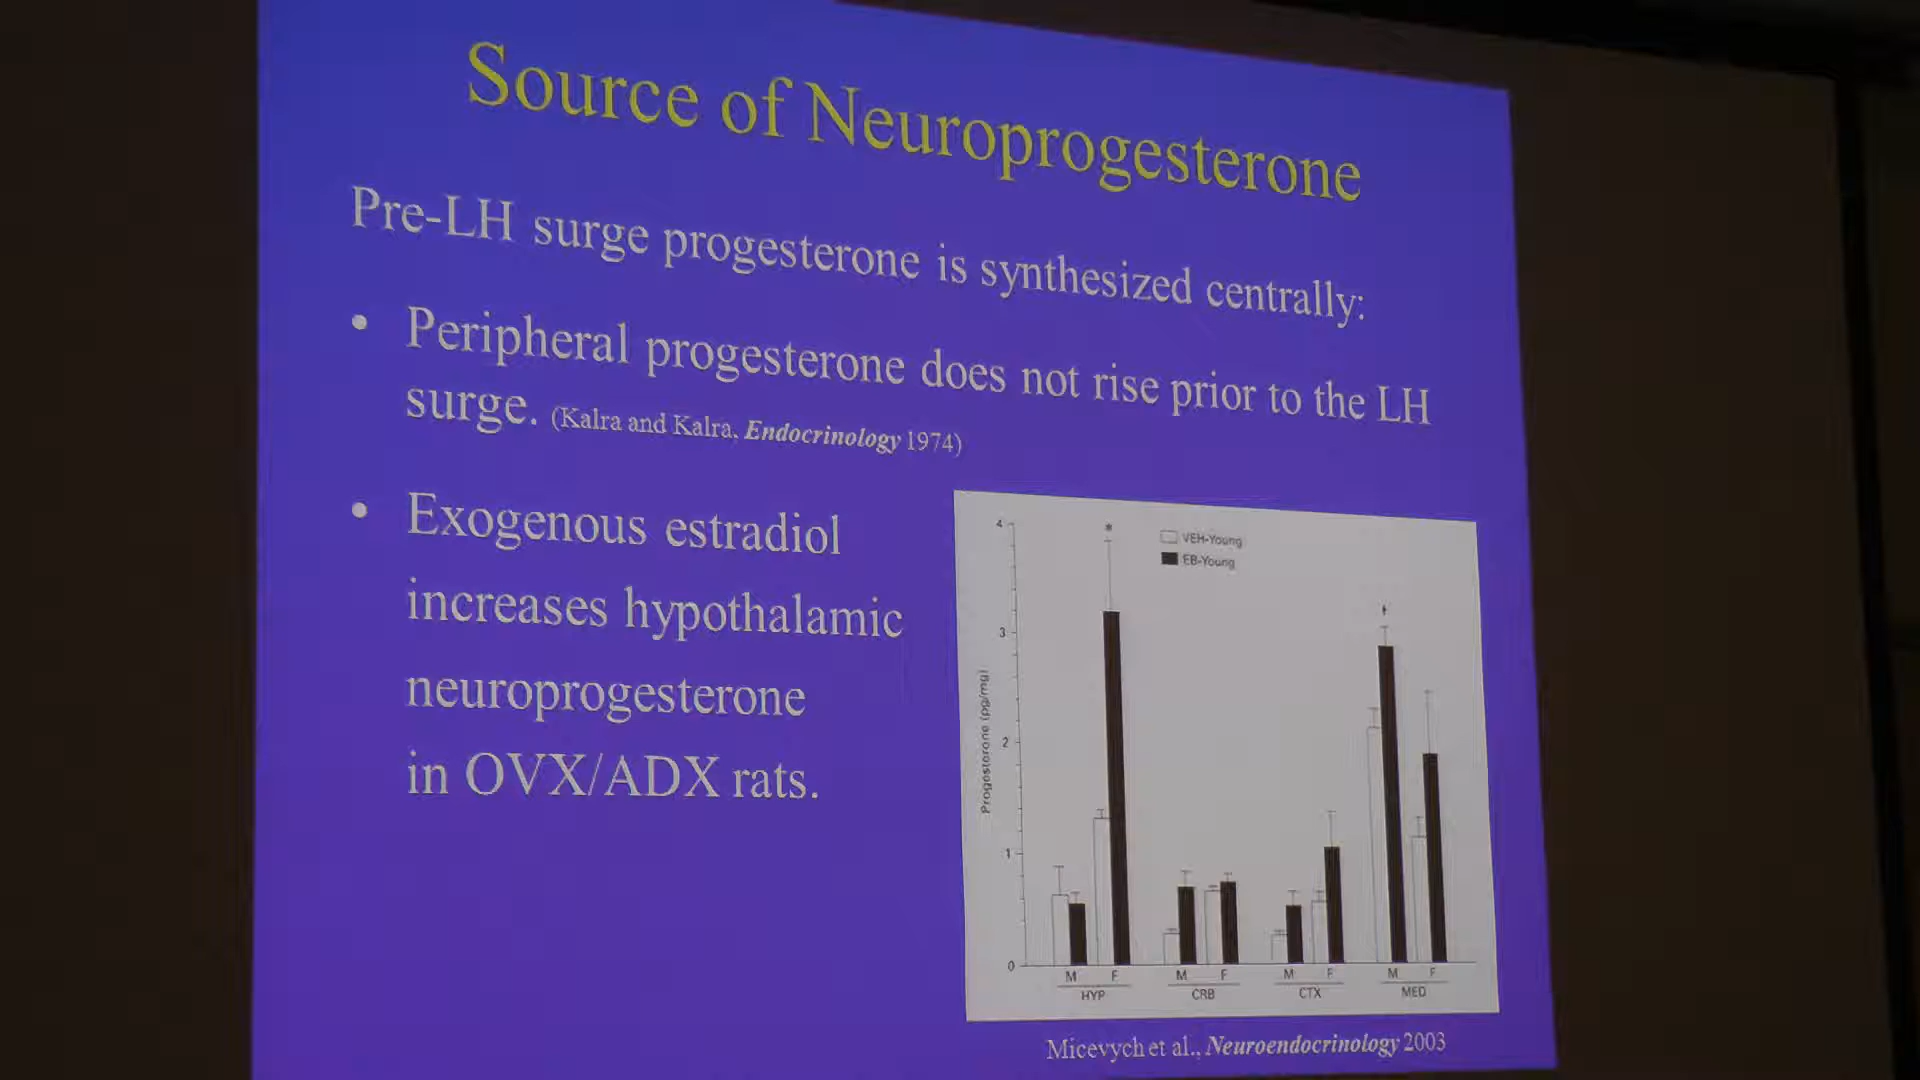 Source of Neuroprogesterone
Pre-LH surge progesterone is synthesized centrally:
• Peripheral progesterone does not rise prior to the LH
surge. (Kalra and Kalra, Endocrinology 1974)
• Exogenous estradiol
increases hypothalamic
neuroprogesterone
in OVX/ADX rats.
VEH-Young
EB-Young
Progesterone (pg/mg)
4
3
2
1
0
*
†
M F M F M F M F
HYP CRB CTX MED
Micevych et al., Neuroendocrinology 2003